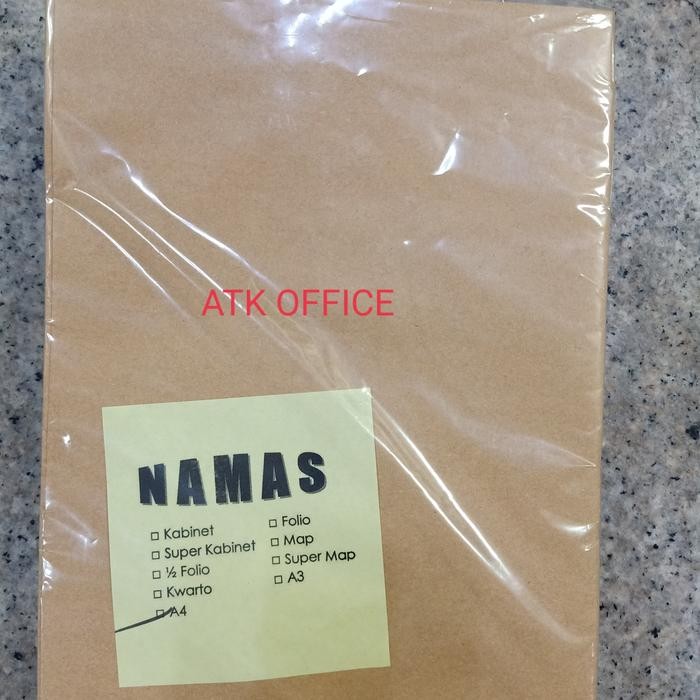 ATK OFFICE
NAMAS
☐ Kabinet
☐ Super Kabinet
☐ ½ Folio
☐ Kwarto
☐ A4
☐ Folio
☐ Map
☐ Super Map
☐ A3